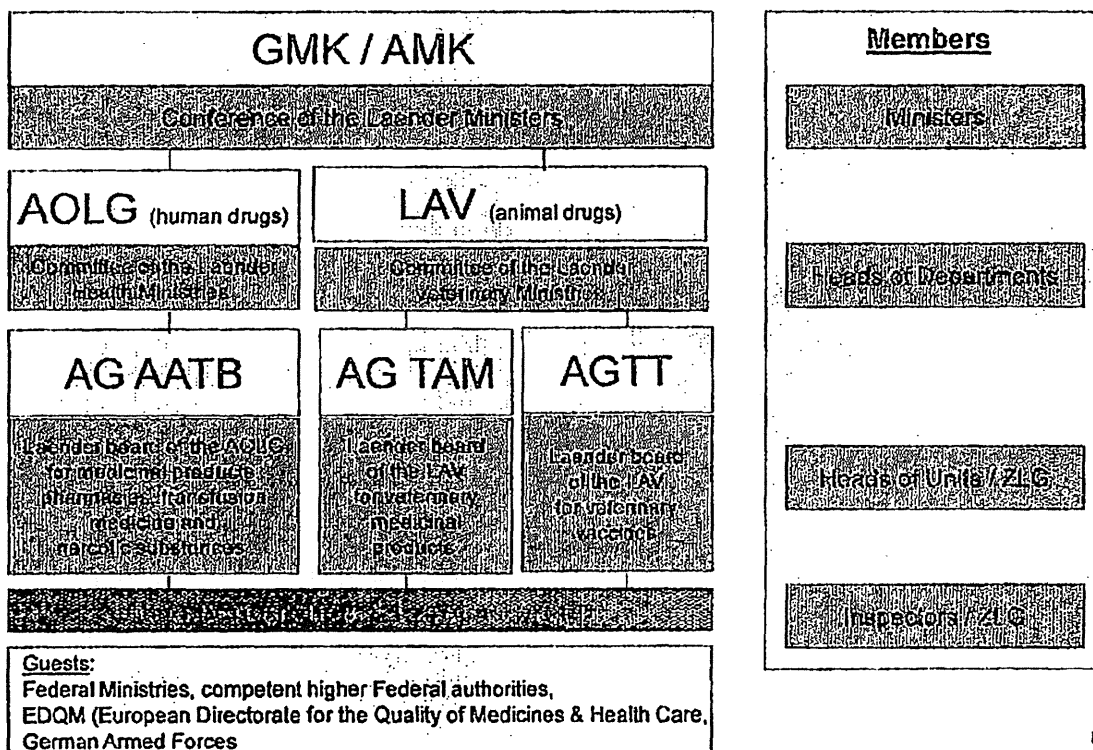 GMK / AMK
Conference of the Laender Ministers
AOLG (human drugs)
Committee of the Laender
Health Ministries
LAV (animal drugs)
Committee of the Laender
veterinary
AG AATB
Laender board of the AOLG
for medicinal products
transfusion
medicine and
narcotic substances
AG TAM
Laender board
of the LAV
for veterinary
medicinal
products
AGTT
Laender board
of the LAV
for veterinary
vaccines
Guests:
Federal Ministries, competent higher Federal authorities,
EDQM (European Directorate for the Quality of Medicines & Health Care,
German Armed Forces
Members
Ministers
Heads of Departments
Heads of Units / ZLG
Inspectors / ZLG